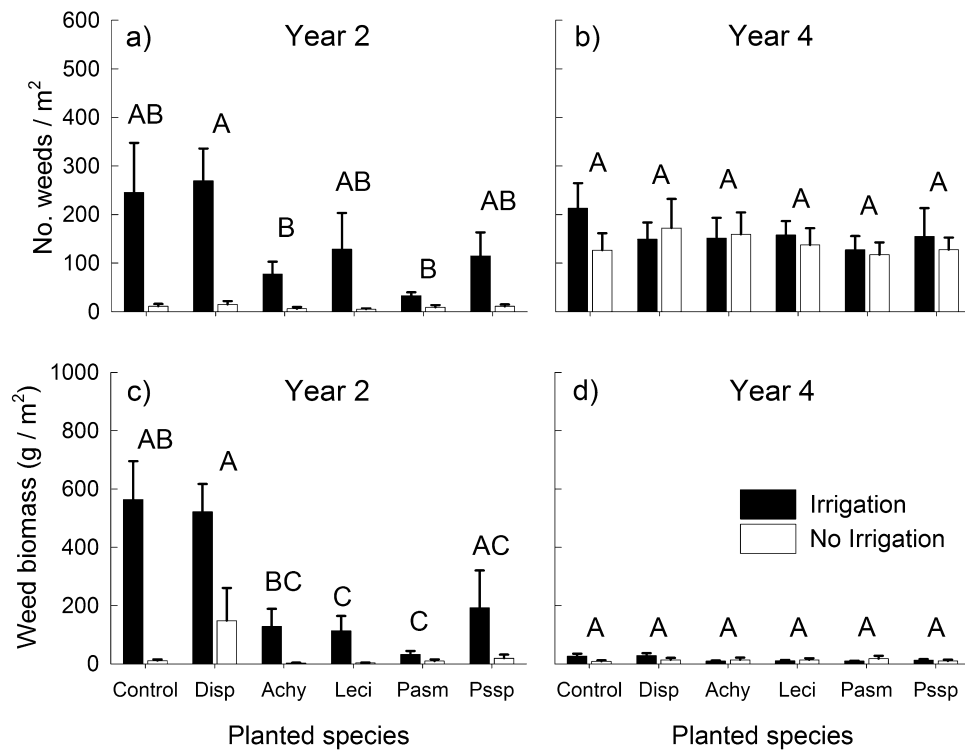 600
500
400
300
200
100
0
No. weeds / m²
a)
Year 2
AB
A
B
AB
B
AB
b)
Year 4
A
A
A
A
A
A
1000
800
600
400
200
0
Weed biomass (g / m²)
c)
Year 2
AB
A
BC
C
C
AC
d)
Year 4
Irrigation
No Irrigation
A
A
A
A
A
A
Control Disp Achy Leci Pasm Pssp
Control Disp Achy Leci Pasm Pssp
Planted species
Planted species